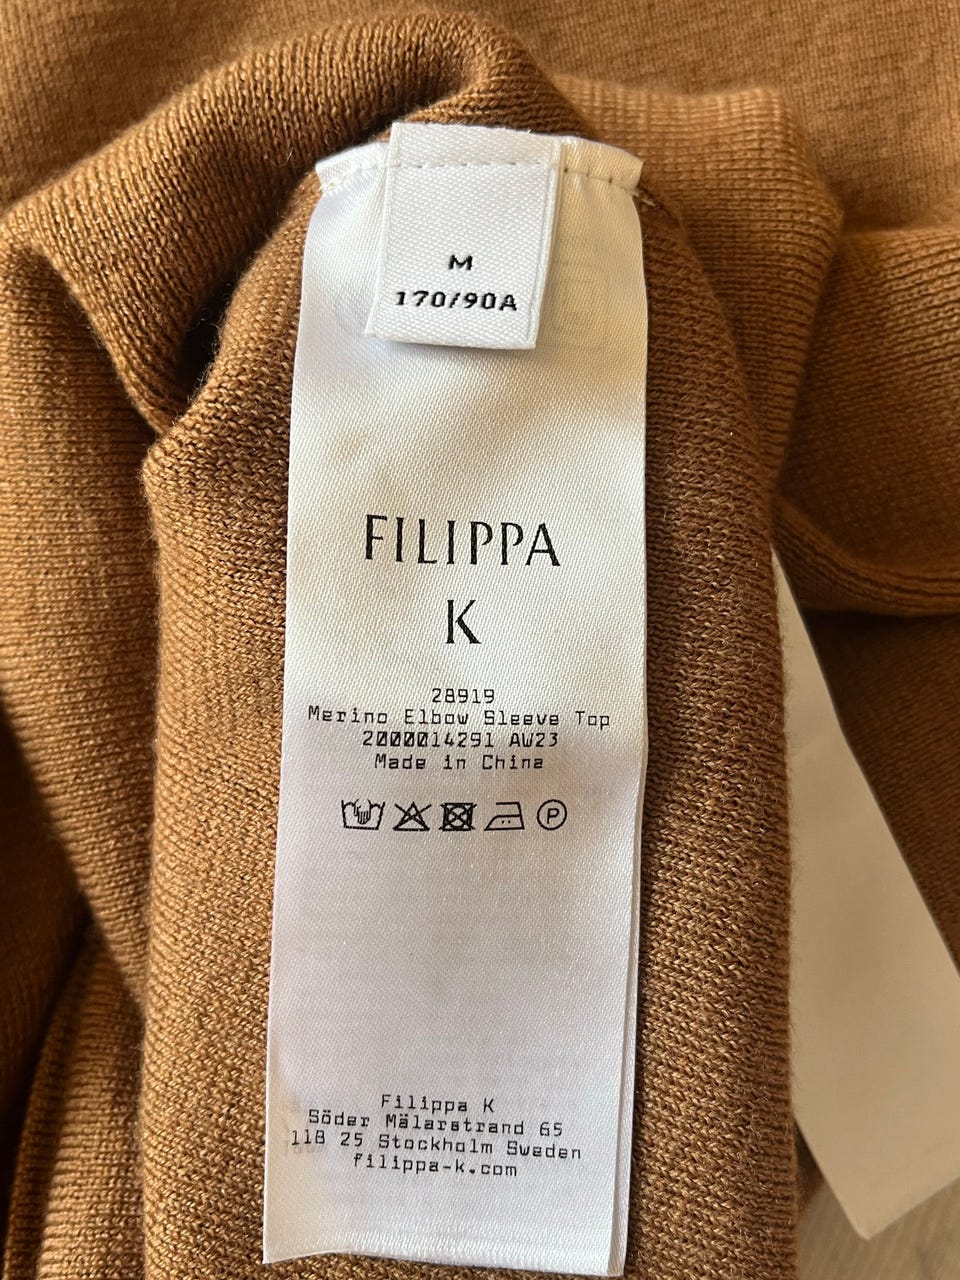 M
170/90A
FILIPPA
K
28919
Merino Elbow Sleeve Top
2000014291 AW23
Made in China
P
Filippa K
Söder Mälarstrand 65
118 25 Stockholm Sweden
filippa-k.com